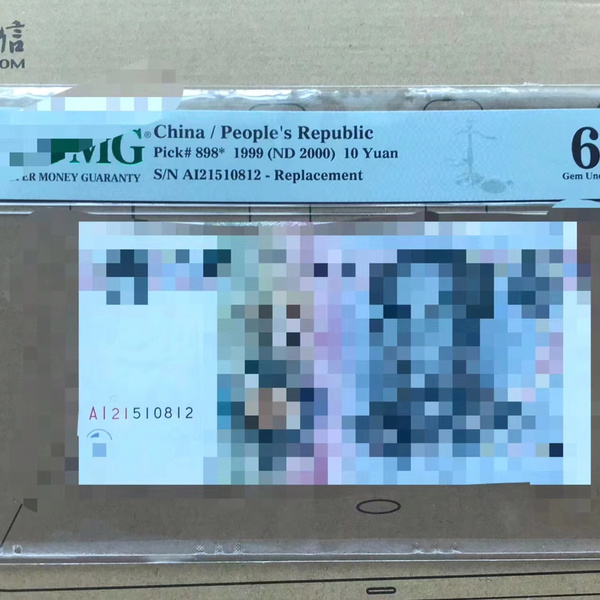 信
OM
MG® China / People's Republic
Pick# 898* 1999 (ND 2000) 10 Yuan
ER MONEY GUARANTY S/N AI21510812 - Replacement
6
Gem Unc
AI21510812